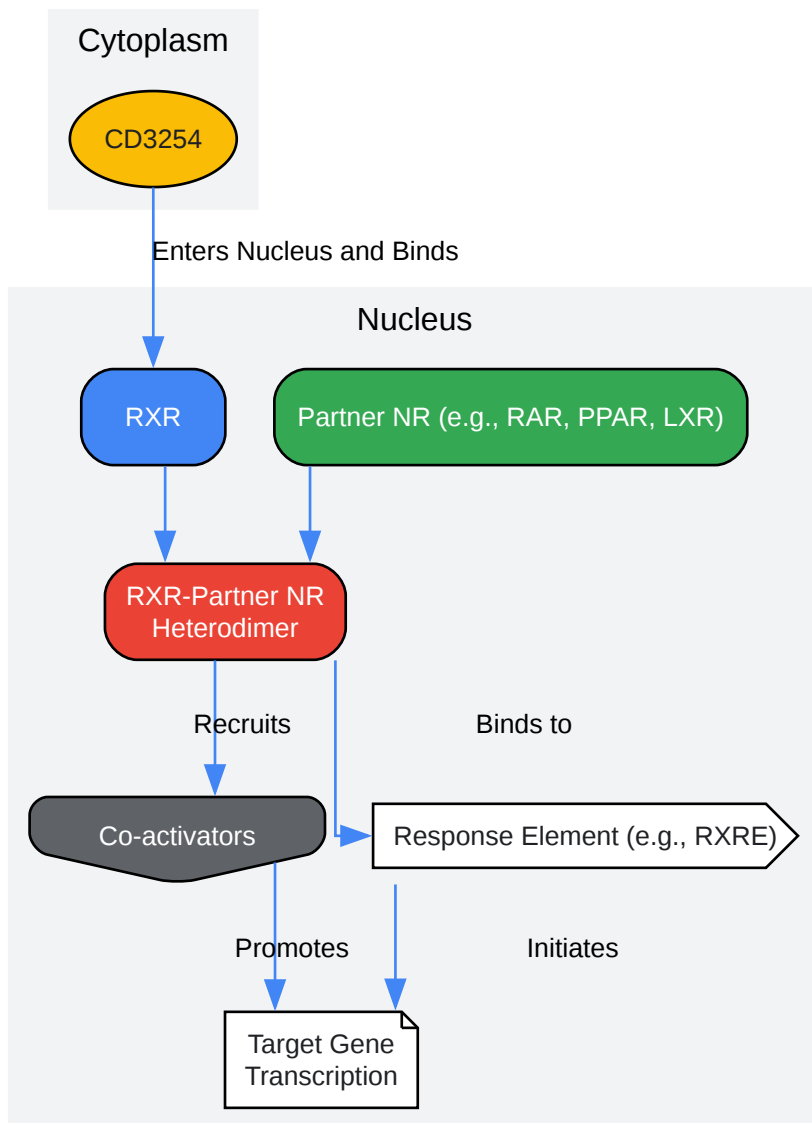 Cytoplasm
CD3254
Enters Nucleus and Binds
Nucleus
RXR
Partner NR (e.g., RAR, PPAR, LXR)
RXR-Partner NR
Heterodimer
Recruits
Binds to
Co-activators
Response Element (e.g., RXRE)
Promotes
Initiates
Target Gene
Transcription